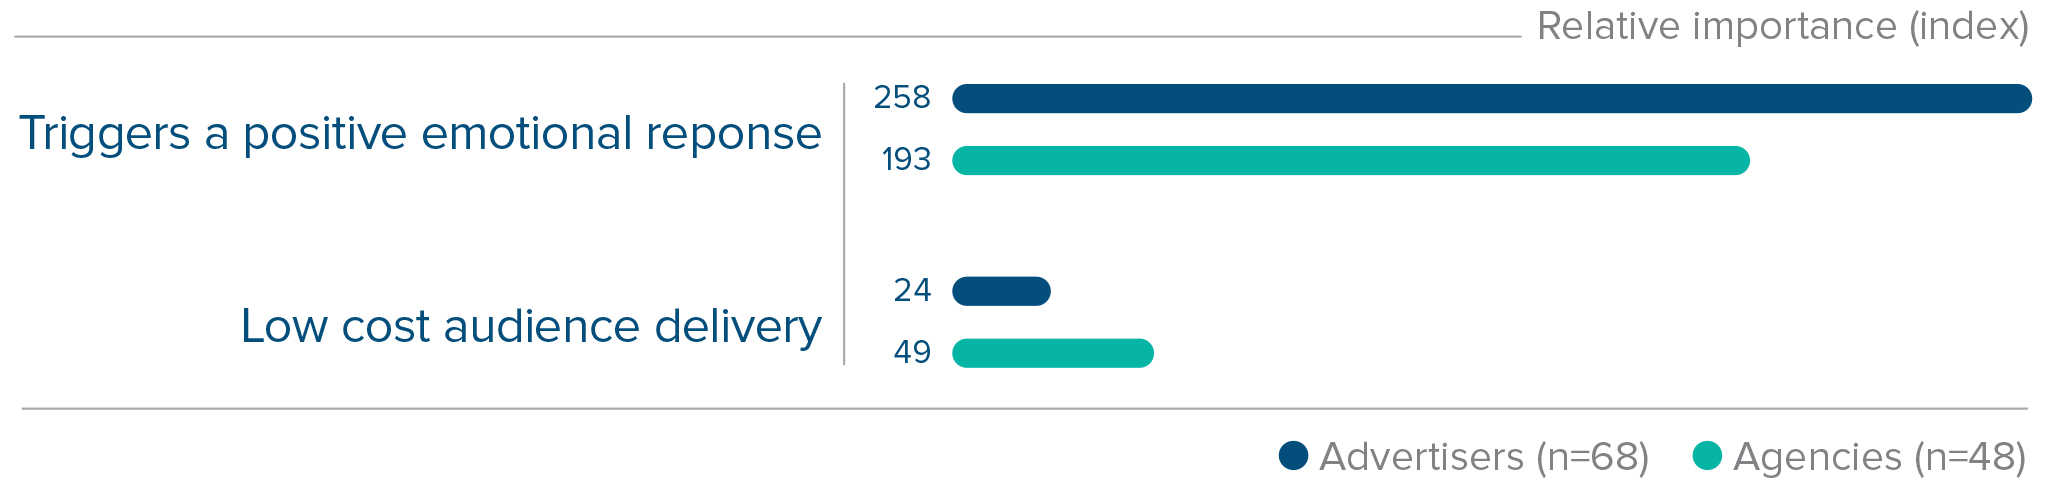 Relative importance (index)
Triggers a positive emotional reponse
258
193
Low cost audience delivery
24
49
Advertisers (n=68)
Agencies (n=48)